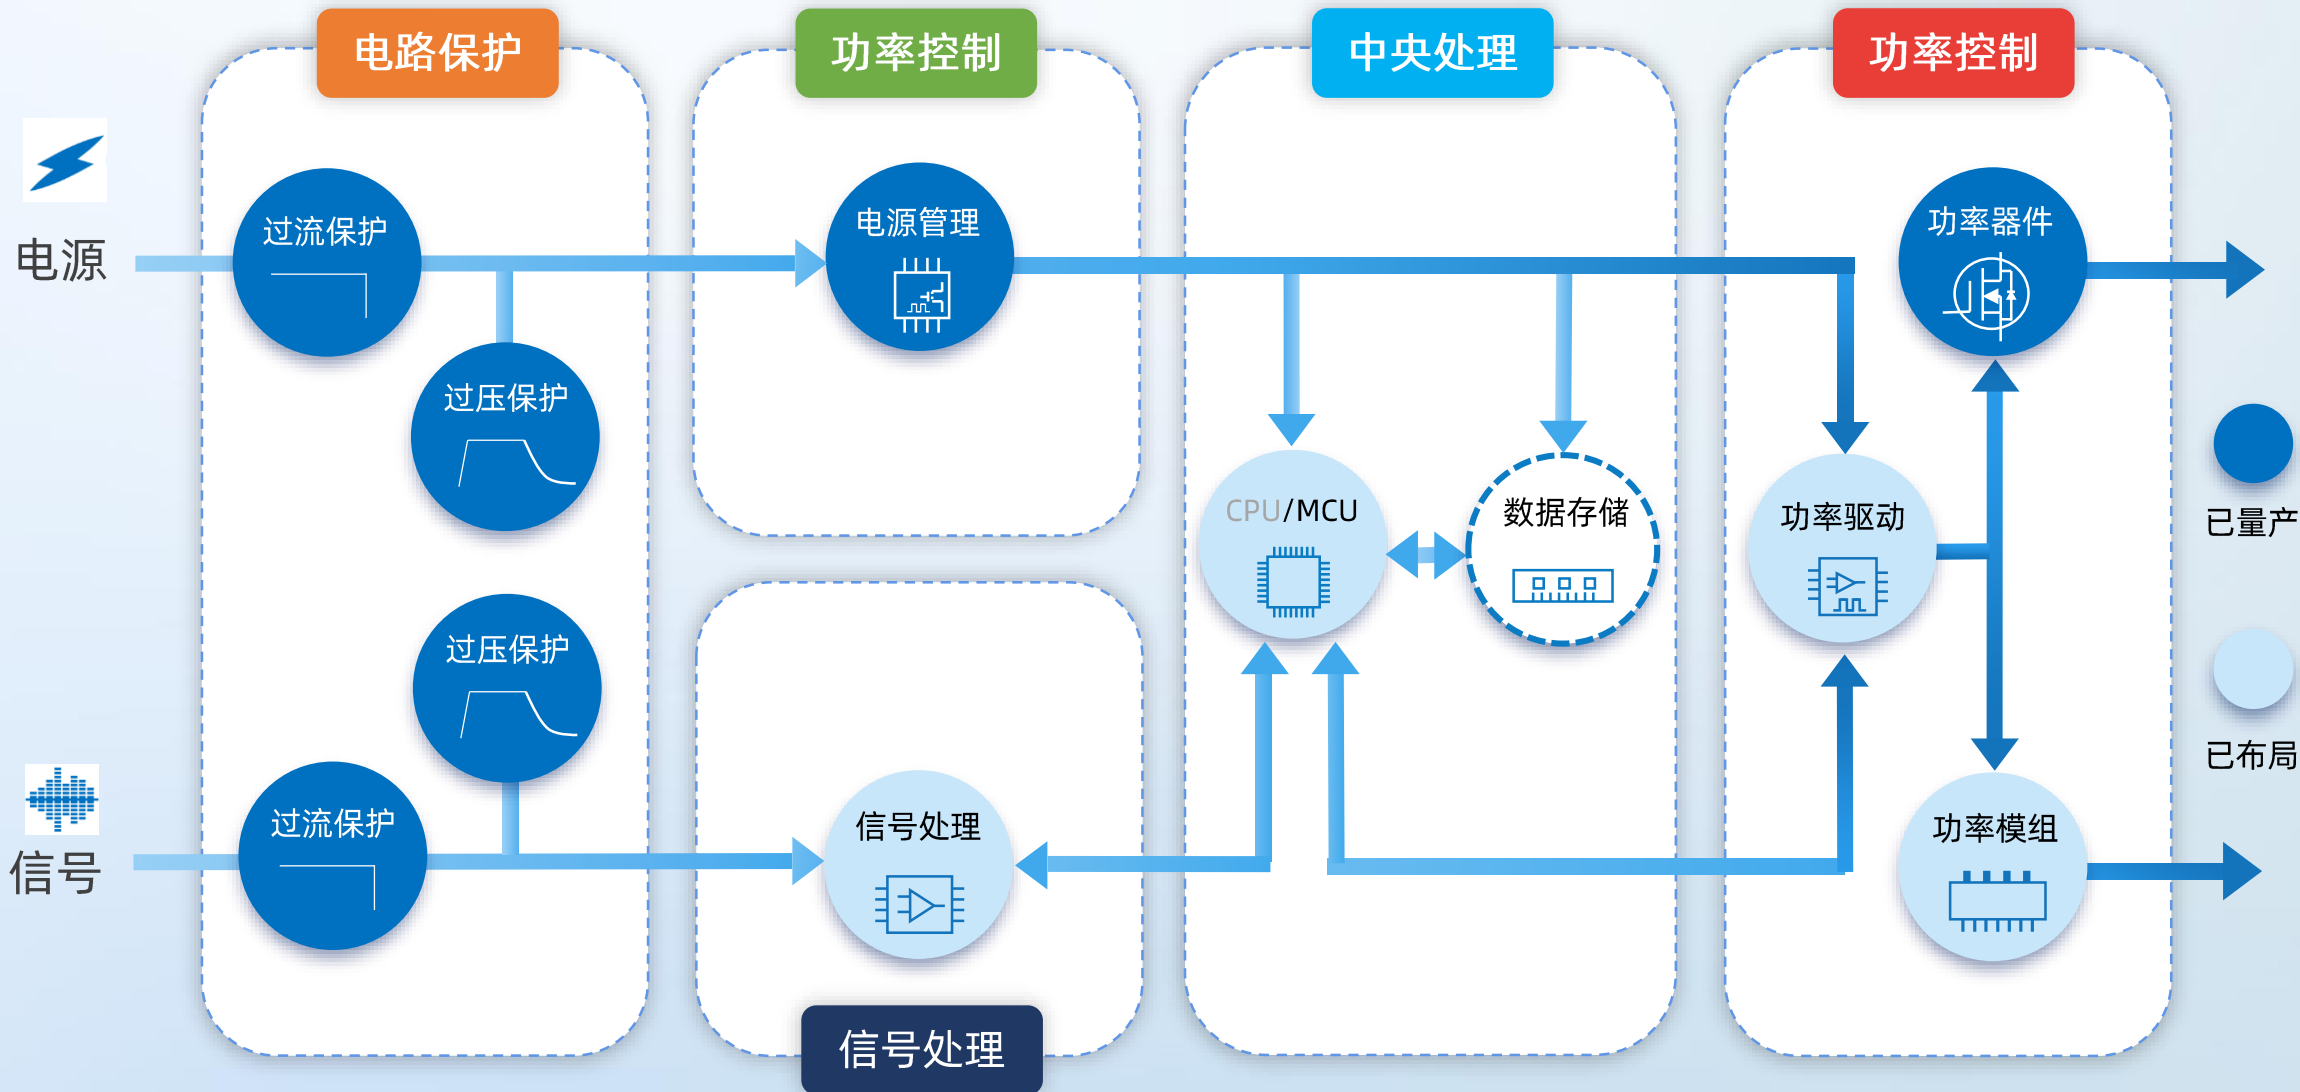 电路保护
功率控制
中央处理
功率控制
电源
过流保护
过压保护
电源管理
功率器件
CPU/MCU
数据存储
功率驱动
已量产
过压保护
信号
过流保护
信号处理
功率模组
已布局
信号处理